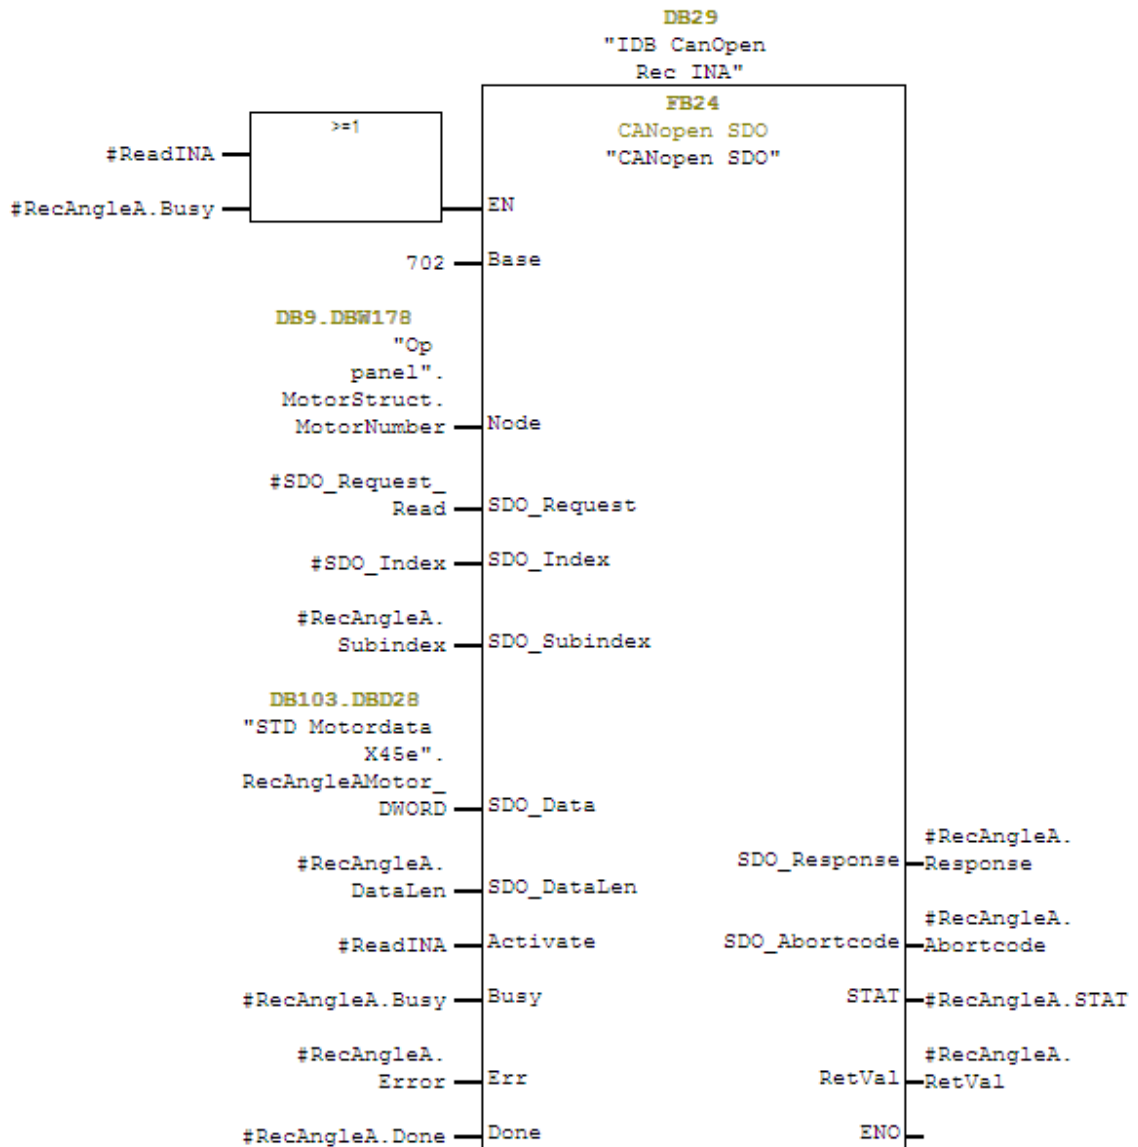 DB29
"IDB CanOpen
Rec INA"
FB24
CANopen SDO
"CANopen SDO"
>=1
#ReadINA
#RecAngleA.Busy
EN
702
Base
DB9.DBW178
"Op
panel".
MotorStruct.
MotorNumber
Node
#SDO_Request_
Read
SDO_Request
#SDO_Index
SDO_Index
#RecAngleA.
Subindex
SDO_Subindex
DB103.DBD28
"STD Motordata
X45e".
RecAngleAMotor_
DWORD
SDO_Data
#RecAngleA.
DataLen
SDO_DataLen
#ReadINA
Activate
#RecAngleA.Busy
Busy
#RecAngleA.
Error
Err
#RecAngleA.Done
Done
SDO_Response
#RecAngleA.
Response
SDO_Abortcode
#RecAngleA.
Abortcode
STAT
#RecAngleA.STAT
RetVal
#RecAngleA.
RetVal
ENO